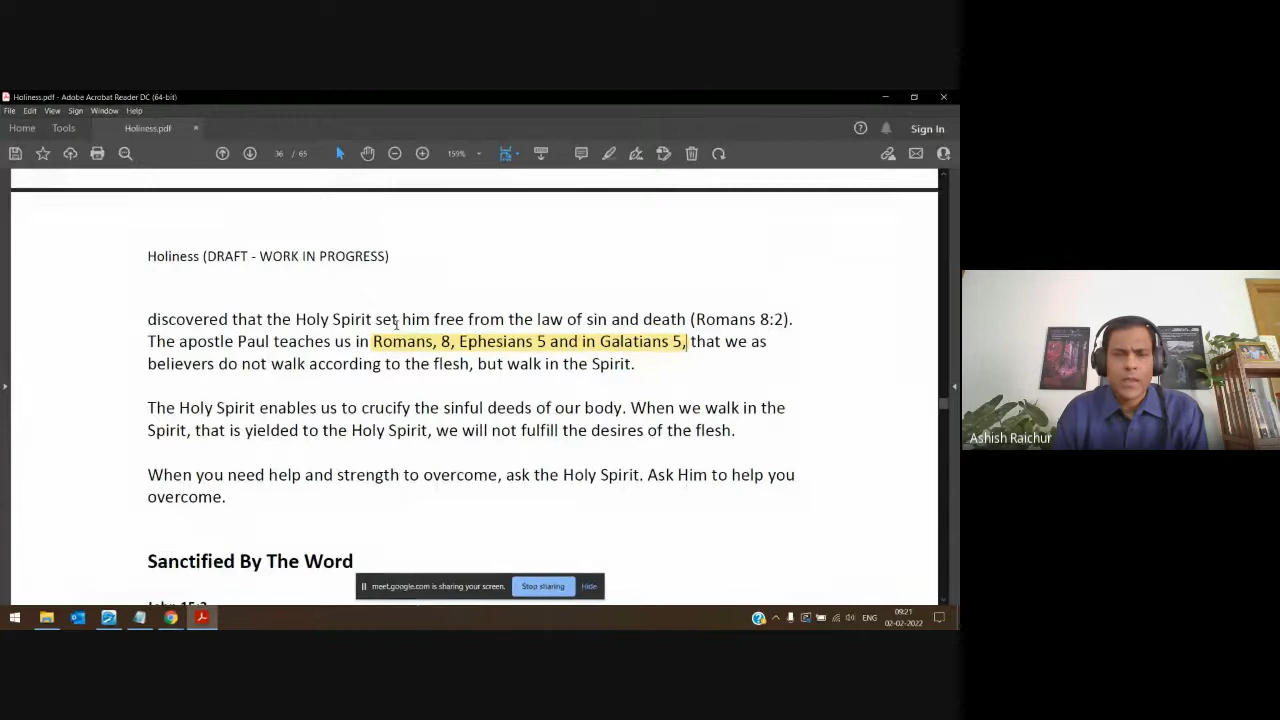 Holiness.pdf - Adobe Acrobat Reader DC (64-bit)
File Edit View Sign Window Help
Home Tools Holiness.pdf × Sign In
36 / 65 159%
Holiness (DRAFT - WORK IN PROGRESS)
discovered that the Holy Spirit set him free from the law of sin and death (Romans 8:2).
The apostle Paul teaches us in Romans, 8, Ephesians 5 and in Galatians 5, that we as
believers do not walk according to the flesh, but walk in the Spirit.
The Holy Spirit enables us to crucify the sinful deeds of our body. When we walk in the
Spirit, that is yielded to the Holy Spirit, we will not fulfill the desires of the flesh.
When you need help and strength to overcome, ask the Holy Spirit. Ask Him to help you
overcome.
Sanctified By The Word
meet.google.com is sharing your screen. Stop sharing Hide
John 15:3
ENG 09:21
02-02-2022
Ashish Raichur